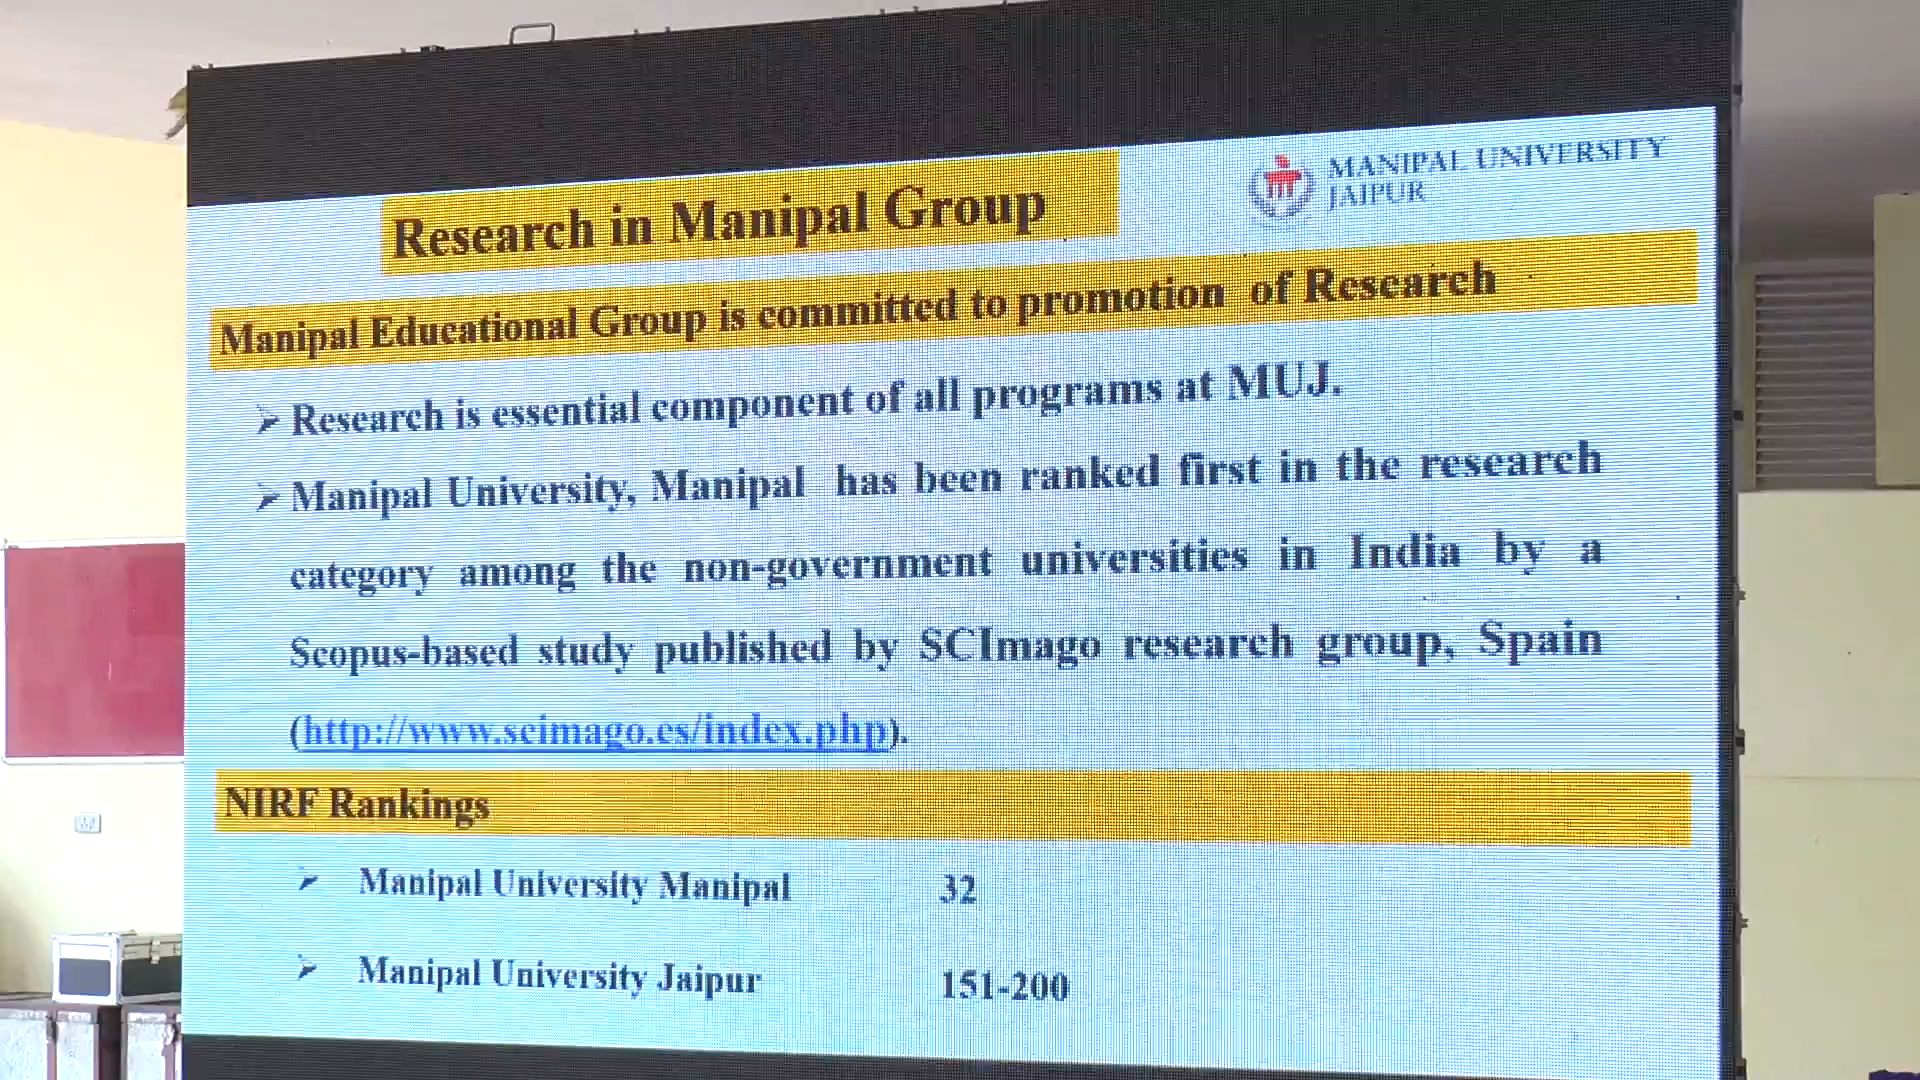 MANIPAL UNIVERSITY
JAIPUR
Research in Manipal Group
Manipal Educational Group is committed to promotion of Research
➢ Research is essential component of all programs at MUJ.
➢ Manipal University, Manipal has been ranked first in the research
category among the non-government universities in India by a
Scopus-based study published by SCImago research group, Spain
(http://www.scimago.es/index.php).
NIRF Rankings
➢ Manipal University Manipal 32
➢ Manipal University Jaipur 151-200